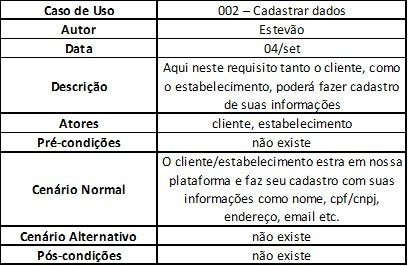 Caso de Uso 002 – Cadastrar dados
Autor Estevão
Data 04/set
Descrição Aqui neste requisito tanto o cliente, como
o estabelecimento, poderá fazer cadastro
de suas informações
Atores cliente, estabelecimento
Pré-condições não existe
Cenário Normal O cliente/estabelecimento estra em nossa
plataforma e faz seu cadastro com suas
informações como nome, cpf/cnpj,
endereço, email etc.
Cenário Alternativo não existe
Pós-condições não existe